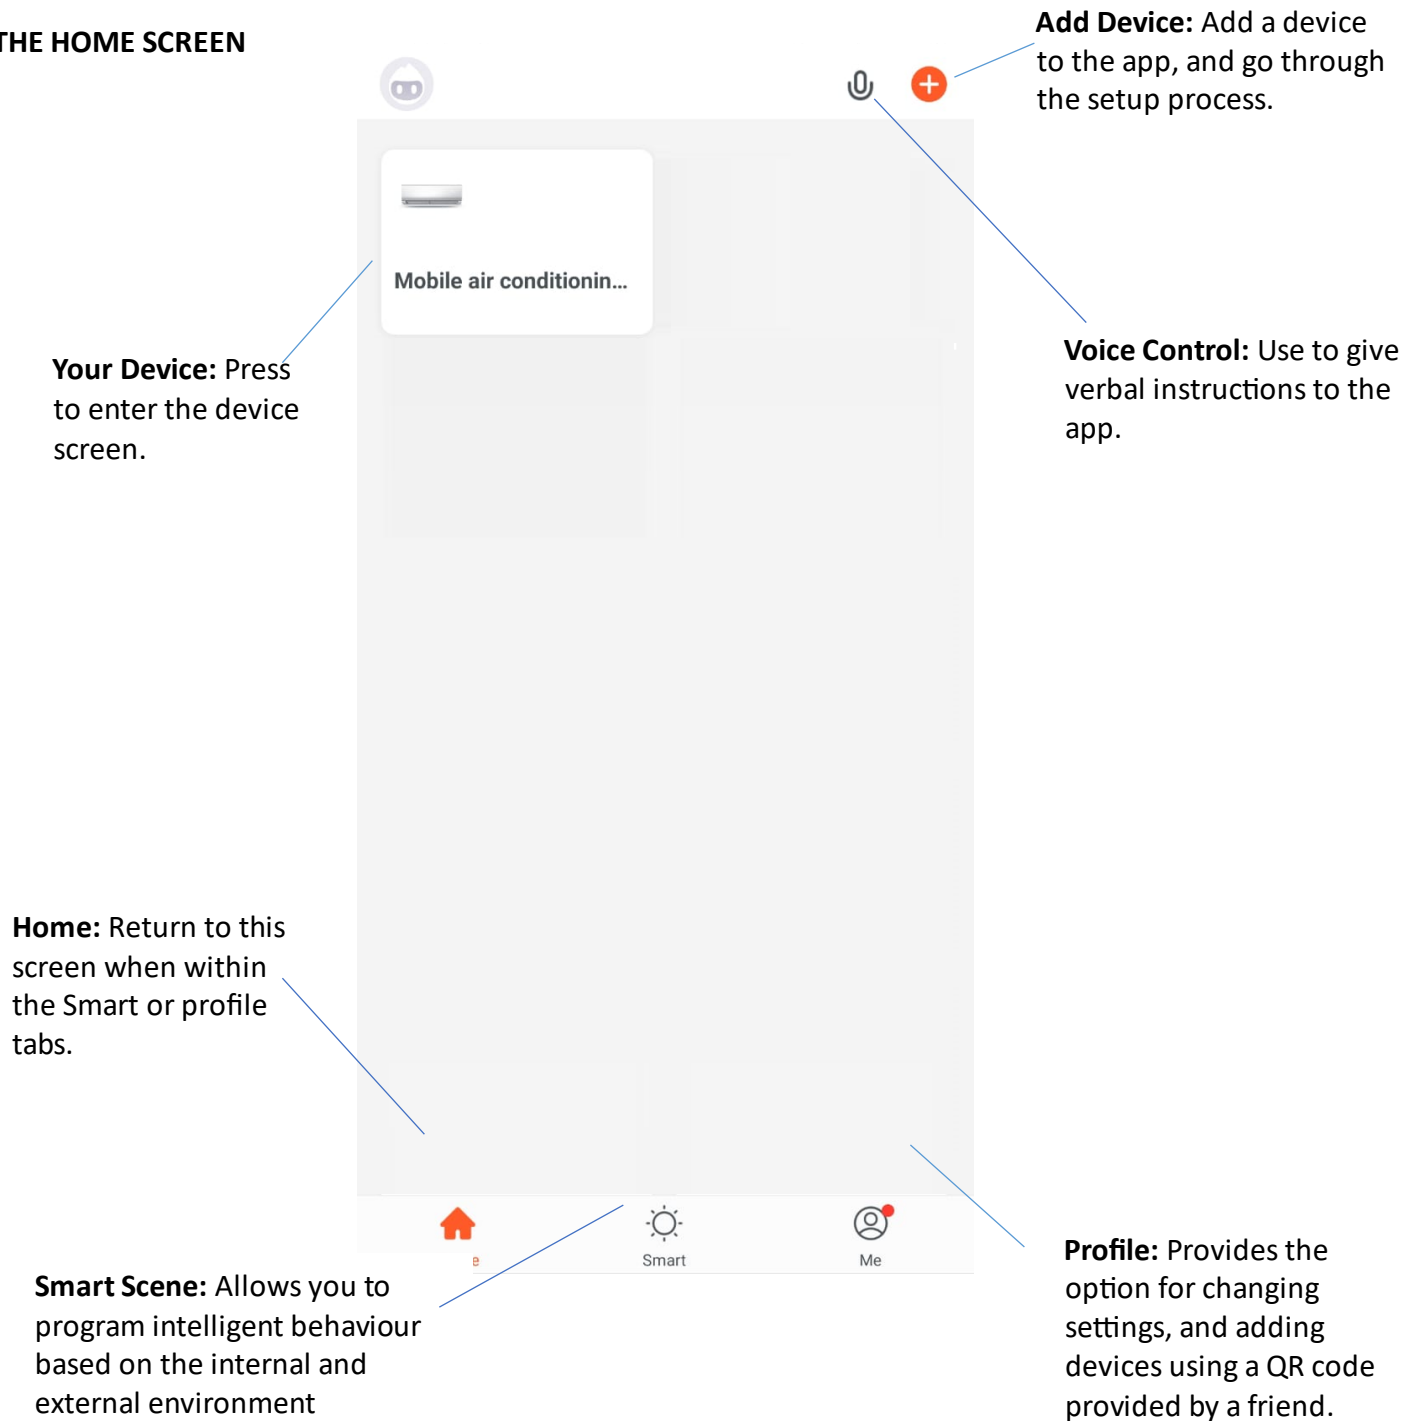 THE HOME SCREEN
Add Device: Add a device
to the app, and go through
the setup process.
Mobile air conditionin...
Your Device: Press
to enter the device
screen.
Voice Control: Use to give
verbal instructions to the
app.
Home: Return to this
screen when within
the Smart or profile
tabs.
e
Smart
Me
Smart Scene: Allows you to
program intelligent behaviour
based on the internal and
external environment
Profile: Provides the
option for changing
settings, and adding
devices using a QR code
provided by a friend.